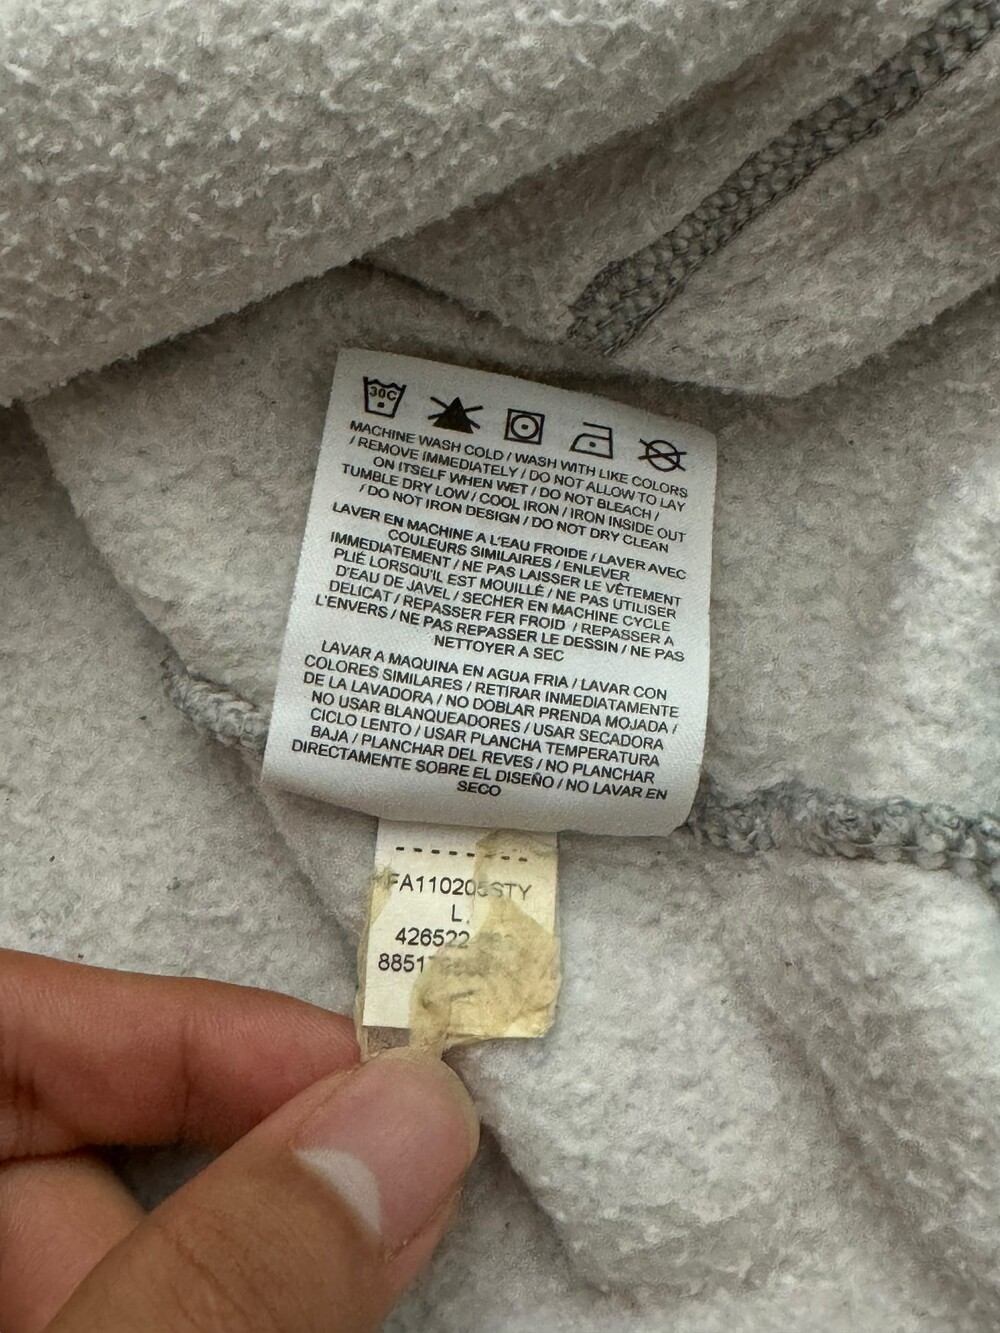 30C
MACHINE WASH COLD / WASH WITH LIKE COLORS
/ REMOVE IMMEDIATELY / DO NOT ALLOW TO LAY
ON ITSELF WHEN WET / DO NOT BLEACH /
TUMBLE DRY LOW / COOL IRON / IRON INSIDE OUT
/ DO NOT IRON DESIGN / DO NOT DRY CLEAN
LAVER EN MACHINE A L'EAU FROIDE / LAVER AVEC
COULEURS SIMILAIRES / ENLEVER
IMMEDIATEMENT / NE PAS LAISSER LE VÊTEMENT
PLIÉ LORSQU'IL EST MOUILLÉ / NE PAS UTILISER
D'EAU DE JAVEL / SECHER EN MACHINE CYCLE
DELICAT / REPASSER FER FROID / REPASSER A
L'ENVERS / NE PAS REPASSER LE DESSIN / NE PAS
NETTOYER A SEC
LAVAR A MAQUINA EN AGUA FRIA / LAVAR CON
COLORES SIMILARES / RETIRAR INMEDIATAMENTE
DE LA LAVADORA / NO DOBLAR PRENDA MOJADA /
NO USAR BLANQUEADORES / USAR SECADORA
CICLO LENTO / USAR PLANCHA TEMPERATURA
BAJA / PLANCHAR DEL REVES / NO PLANCHAR
DIRECTAMENTE SOBRE EL DISEÑO / NO LAVAR EN
SECO
FA110205STY
L
426522
8851